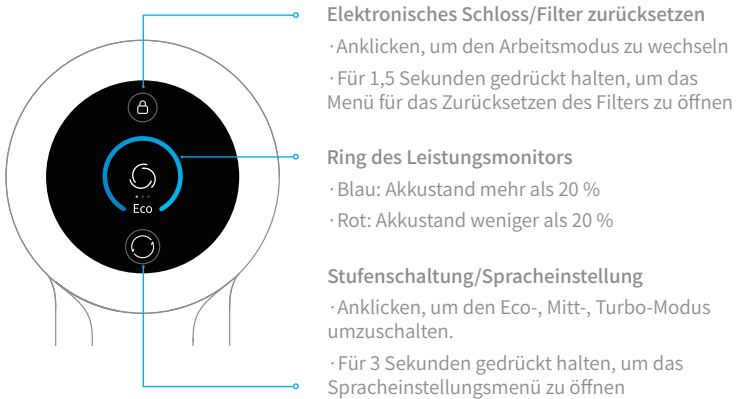 Elektronisches Schloss/Filter zurücksetzen
·Anklicken, um den Arbeitsmodus zu wechseln
·Für 1,5 Sekunden gedrückt halten, um das
Menü für das Zurücksetzen des Filters zu öffnen
Ring des Leistungsmonitors
·Blau: Akkustand mehr als 20 %
·Rot: Akkustand weniger als 20 %
Eco
Stufenschaltung/Spracheinstellung
·Anklicken, um den Eco-, Mitt-, Turbo-Modus
umzuschalten.
·Für 3 Sekunden gedrückt halten, um das
Spracheinstellungsmenü zu öffnen